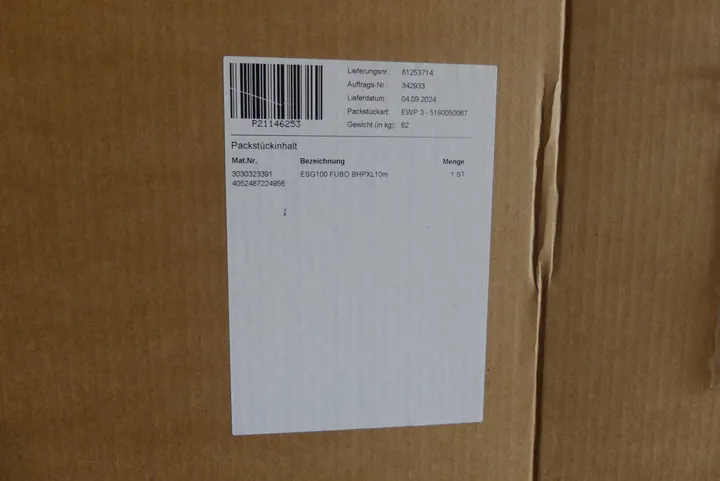 P21146253
Lieferungsnr.: 81253714
Auftrags-Nr.: 342933
Lieferdatum: 04.09.2024
Packstückart: EWP 3 - 5160050067
Gewicht (in kg): 62
Packstückinhalt
Mat.Nr. Bezeichnung Menge
3030323391 ESG100 FUBO BHPXL10m 1 ST
4052487224956